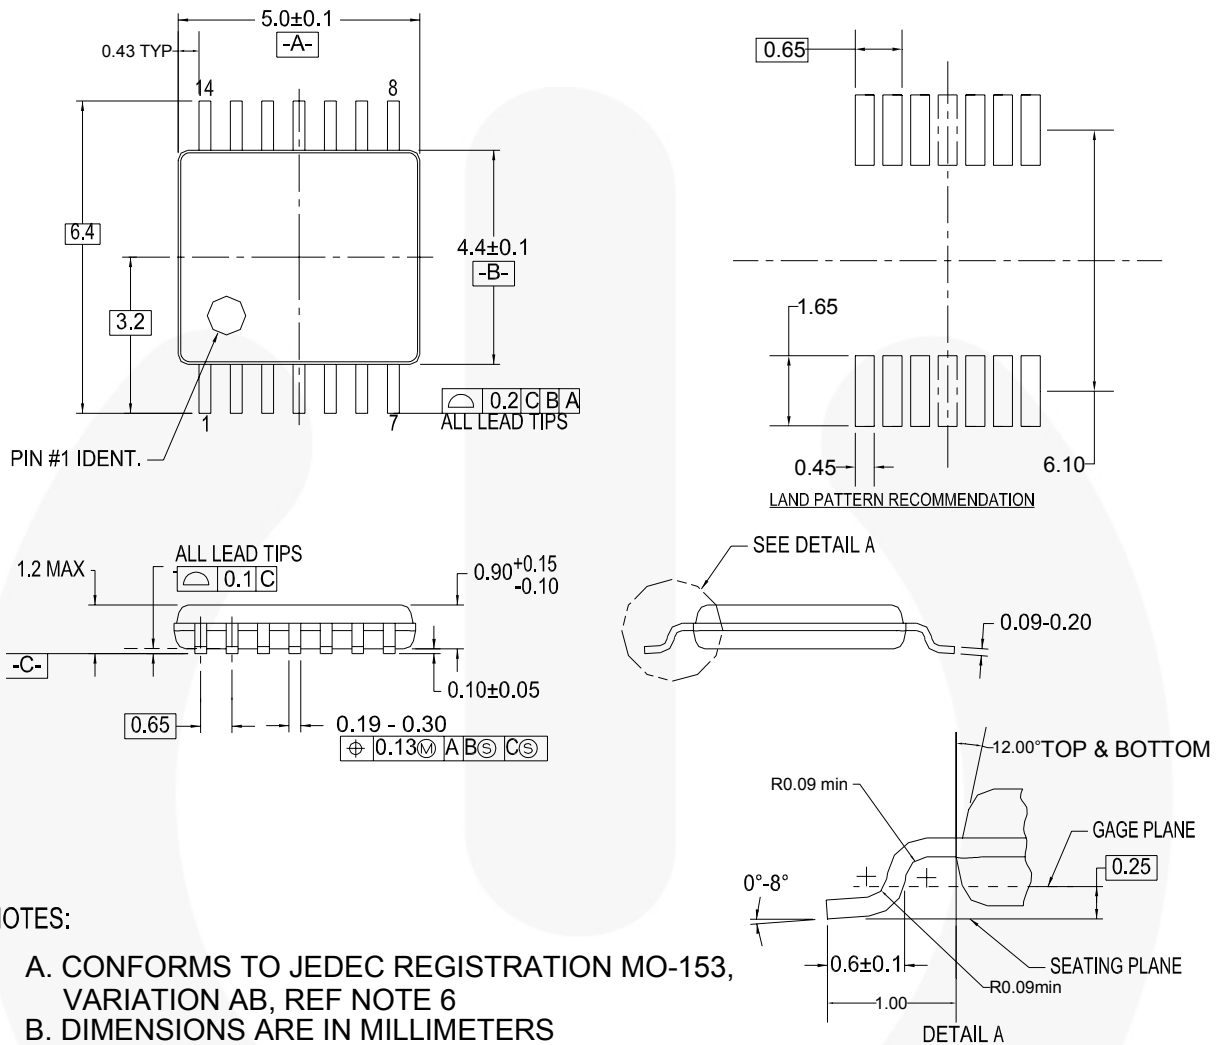 5.0±0.1
-A-
0.43 TYP
14
8
6.4
3.2
4.4±0.1
-B-
0.2 C B A
ALL LEAD TIPS
1
7
PIN #1 IDENT.
0.65
1.65
0.45
6.10
LAND PATTERN RECOMMENDATION
ALL LEAD TIPS
0.1 C
1.2 MAX
0.90+0.15
-0.10
-C-
0.10±0.05
0.65
0.19 - 0.30
⌖ 0.13Ⓜ A BⓈ CⓈ
SEE DETAIL A
0.09-0.20
12.00° TOP & BOTTOM
R0.09 min
GAGE PLANE
0.25
0°-8°
SEATING PLANE
0.6±0.1
R0.09min
1.00
DETAIL A
NOTES:
A. CONFORMS TO JEDEC REGISTRATION MO-153,
VARIATION AB, REF NOTE 6
B. DIMENSIONS ARE IN MILLIMETERS